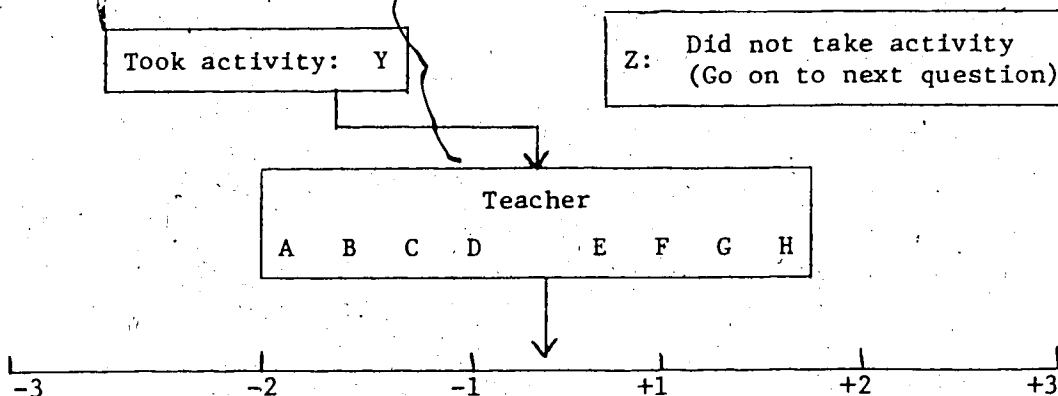 Took activity: Y
Z: Did not take activity
(Go on to next question)
Teacher
A B C D E F G H
-3 -2 -1 +1 +2 +3